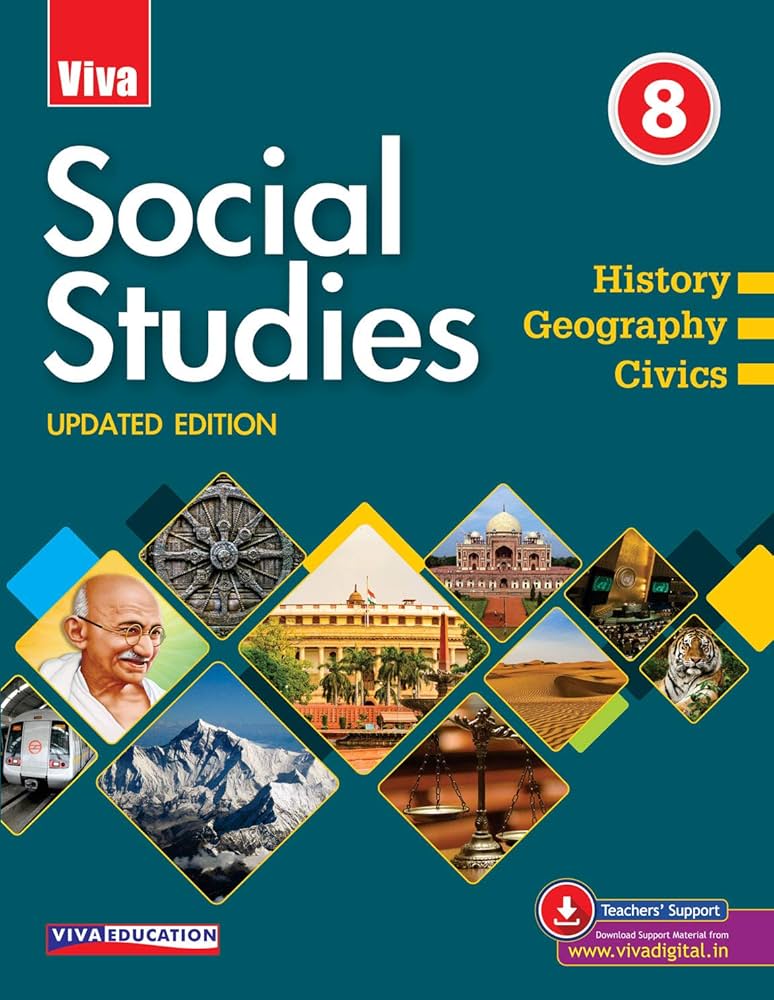 Viva
8
Social
Studies
UPDATED EDITION
History
Geography
Civics
VIVA EDUCATION
Teachers' Support
Download Support Material from
www.vivadigital.in